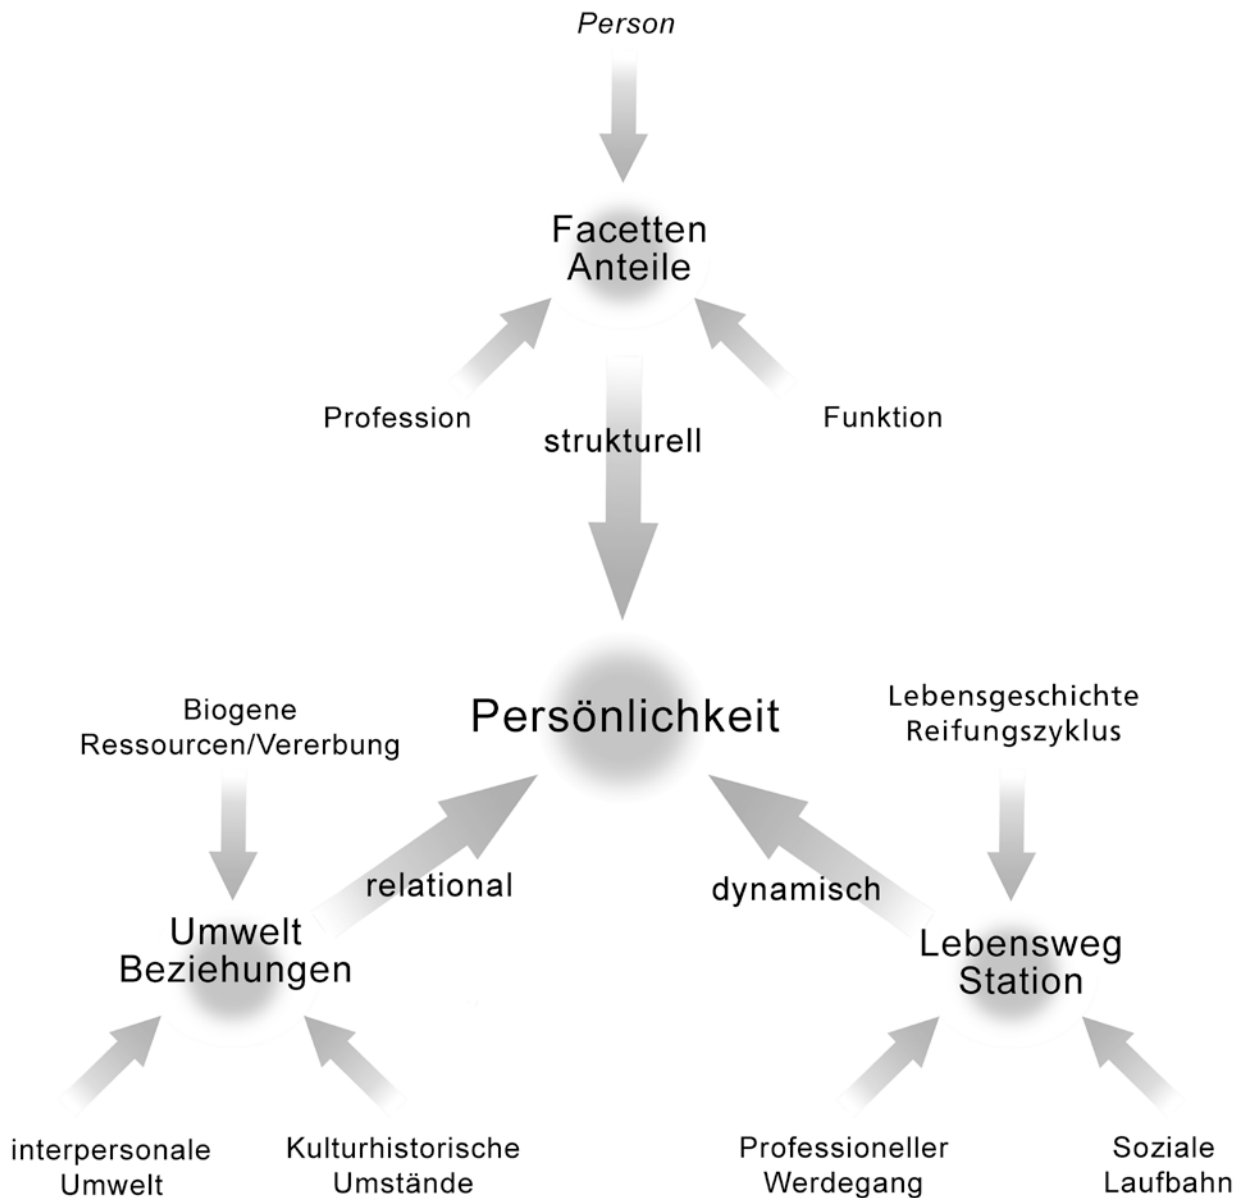 Person
Facetten
Anteile
Profession
Funktion
strukturell
Persönlichkeit
Biogene
Ressourcen/Vererbung
Lebensgeschichte
Reifungszyklus
relational
dynamisch
Umwelt
Beziehungen
Lebensweg
Station
interpersonale
Umwelt
Kulturhistorische
Umstände
Professioneller
Werdegang
Soziale
Laufbahn